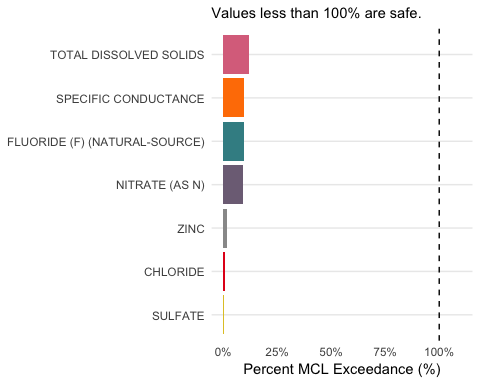 Values less than 100% are safe.
TOTAL DISSOLVED SOLIDS
SPECIFIC CONDUCTANCE
FLUORIDE (F) (NATURAL-SOURCE)
NITRATE (AS N)
ZINC
CHLORIDE
SULFATE
0% 25% 50% 75% 100%
Percent MCL Exceedance (%)